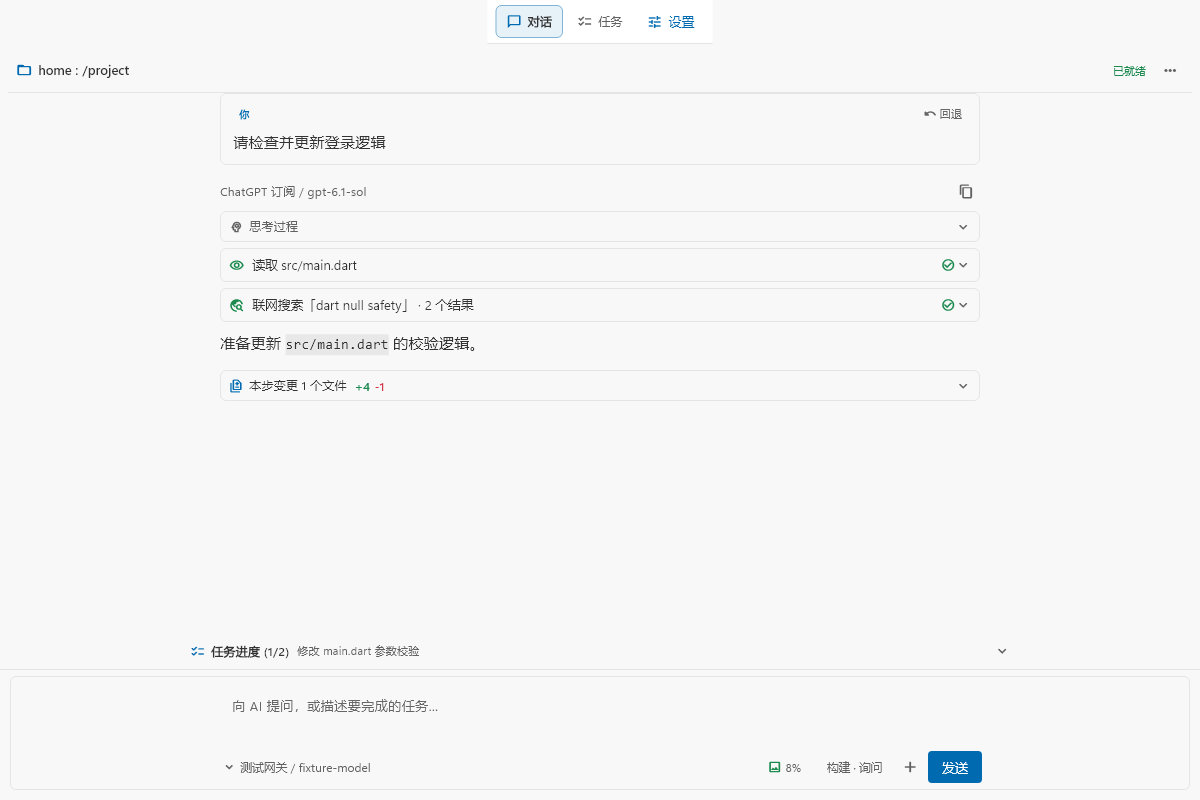 对话 任务 设置
home : /project 已就绪
你 回退
请检查并更新登录逻辑
ChatGPT 订阅 / gpt-6.1-sol
思考过程
读取 src/main.dart
联网搜索「dart null safety」 · 2 个结果
准备更新 src/main.dart 的校验逻辑。
本步变更 1 个文件 +4 -1
任务进度 (1/2) 修改 main.dart 参数校验
向 AI 提问，或描述要完成的任务...
测试网关 / fixture-model 8% 构建 · 询问 发送